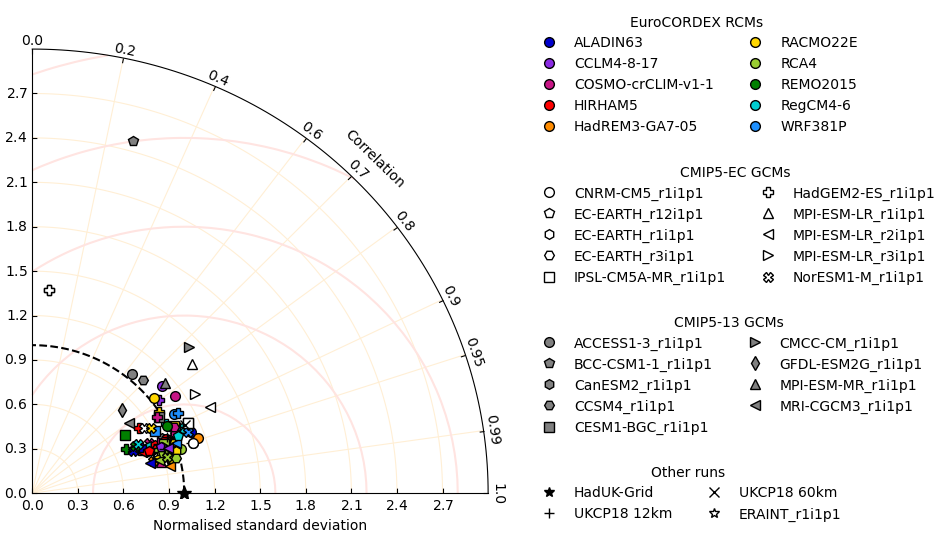 0.0
0.2
0.4
0.6
0.7
0.8
0.9
0.95
0.99
1.0
Correlation
2.7
2.4
2.1
1.8
1.5
1.2
0.9
0.6
0.3
0.0
0.0 0.3 0.6 0.9 1.2 1.5 1.8 2.1 2.4 2.7
Normalised standard deviation
EuroCORDEX RCMs
ALADIN63 RACMO22E
CCLM4-8-17 RCA4
COSMO-crCLIM-v1-1 REMO2015
HIRHAM5 RegCM4-6
HadREM3-GA7-05 WRF381P
CMIP5-EC GCMs
CNRM-CM5_r1i1p1 HadGEM2-ES_r1i1p1
EC-EARTH_r12i1p1 MPI-ESM-LR_r1i1p1
EC-EARTH_r1i1p1 MPI-ESM-LR_r2i1p1
EC-EARTH_r3i1p1 MPI-ESM-LR_r3i1p1
IPSL-CM5A-MR_r1i1p1 NorESM1-M_r1i1p1
CMIP5-13 GCMs
ACCESS1-3_r1i1p1 CMCC-CM_r1i1p1
BCC-CSM1-1_r1i1p1 GFDL-ESM2G_r1i1p1
CanESM2_r1i1p1 MPI-ESM-MR_r1i1p1
CCSM4_r1i1p1 MRI-CGCM3_r1i1p1
CESM1-BGC_r1i1p1
Other runs
HadUK-Grid UKCP18 60km
UKCP18 12km ERAINT_r1i1p1